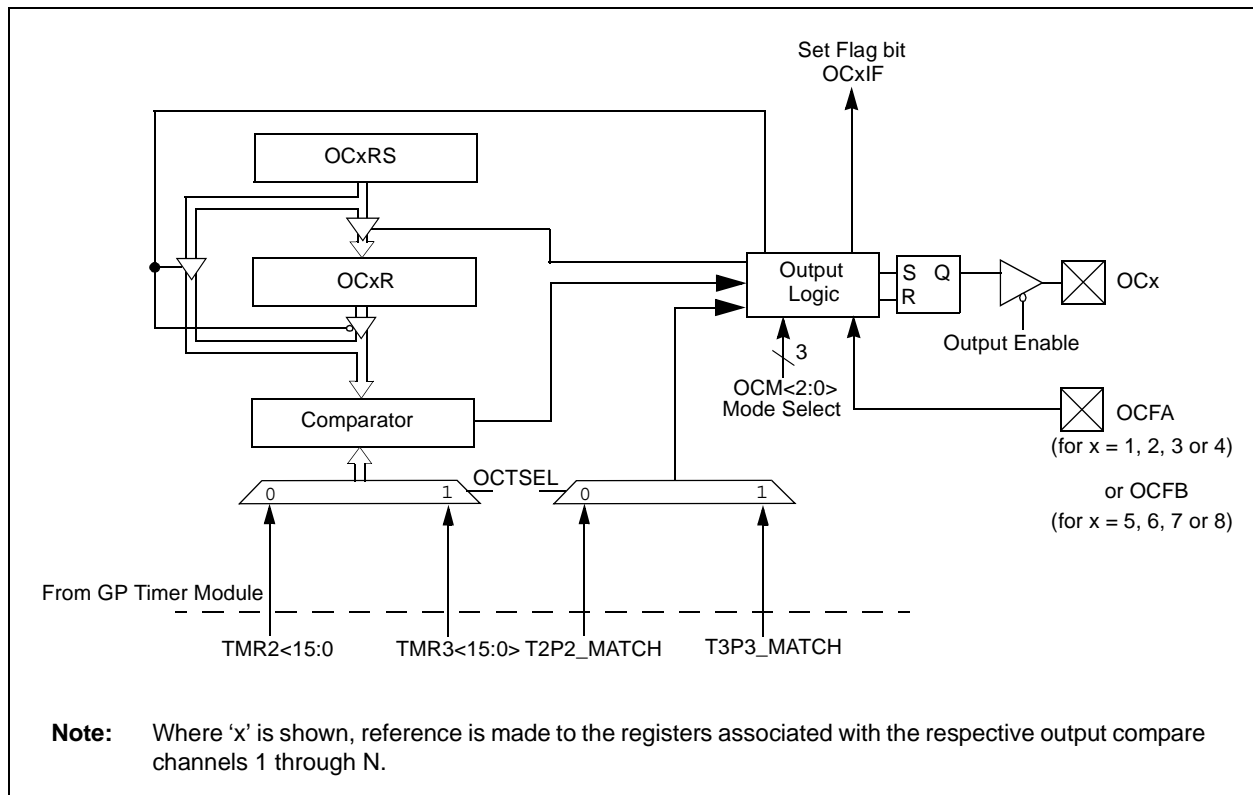 Set Flag bit
OCxIF
OCxRS
OCxR
Output
Logic
S Q
R
OCx
Output Enable
3
OCM<2:0>
Mode Select
Comparator
OCFA
(for x = 1, 2, 3 or 4)
or OCFB
(for x = 5, 6, 7 or 8)
0 1
OCTSEL
0 1
From GP Timer Module
TMR2<15:0
TMR3<15:0>
T2P2_MATCH
T3P3_MATCH
Note: Where ‘x’ is shown, reference is made to the registers associated with the respective output compare
channels 1 through N.